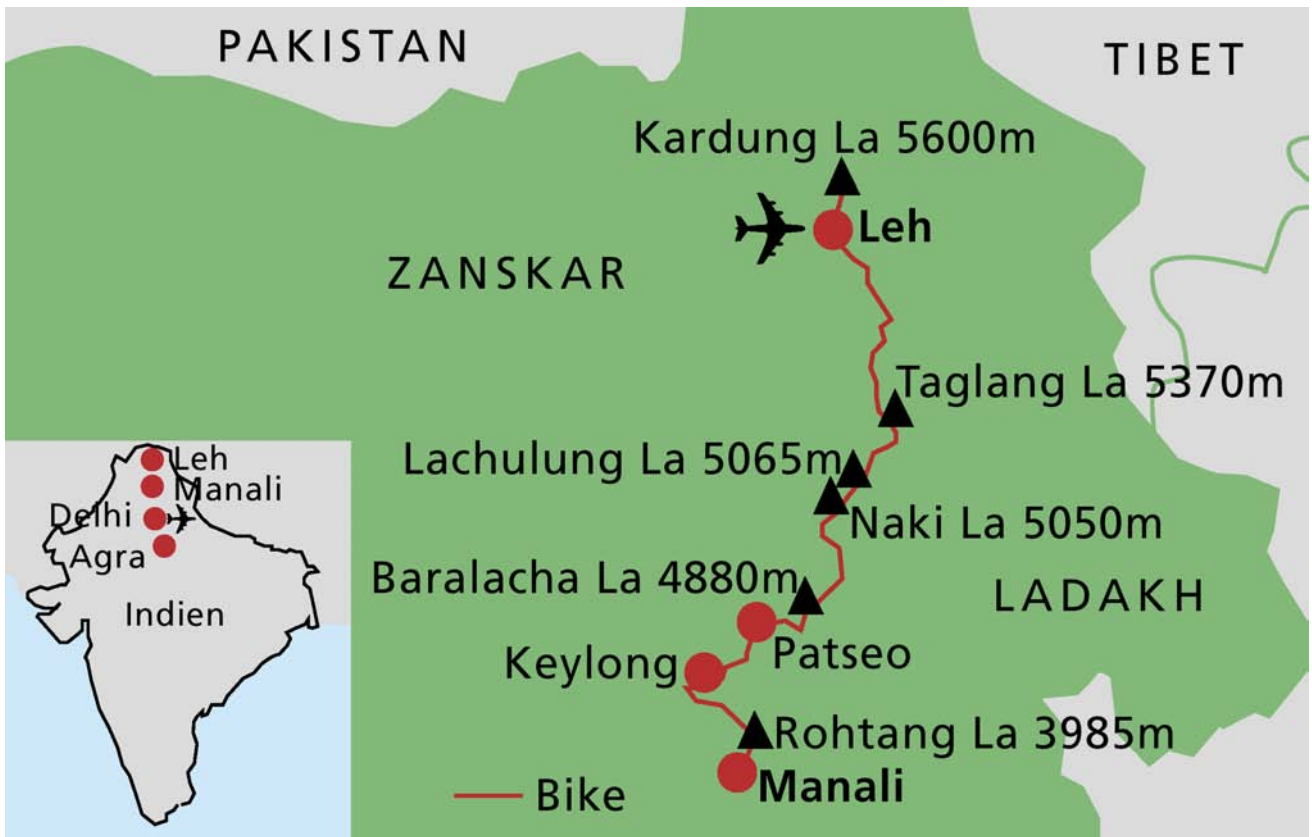 PAKISTAN
TIBET
Kardung La 5600m
Leh
ZANSKAR
Taglang La 5370m
Lachulung La 5065m
Naki La 5050m
Baralacha La 4880m
LADAKH
Patseo
Keylong
Rohtang La 3985m
Manali
Bike
Leh
Manali
Delhi
Agra
Indien